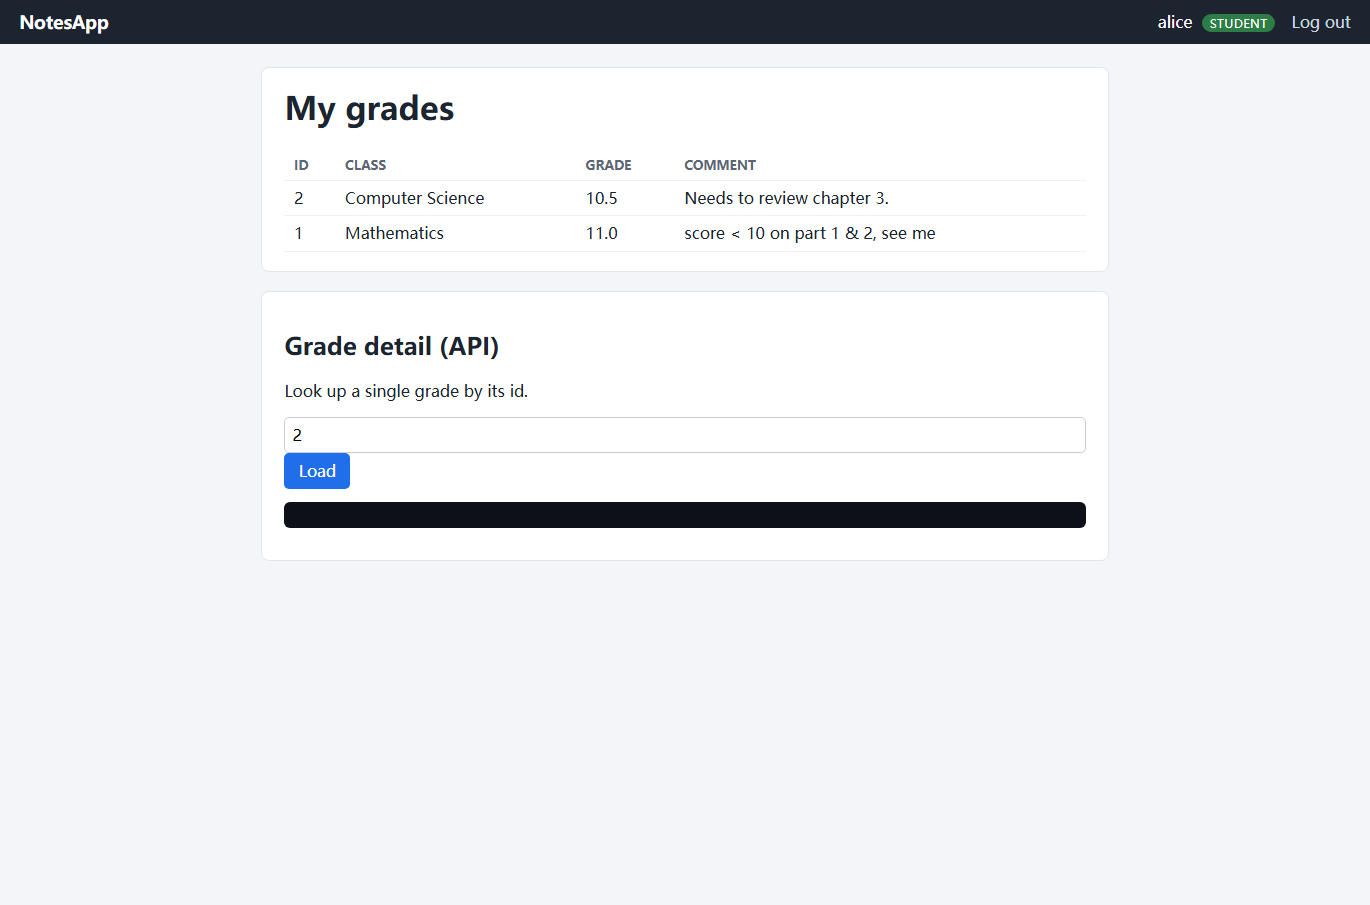 NotesApp alice STUDENT Log out
My grades
ID CLASS GRADE COMMENT
2 Computer Science 10.5 Needs to review chapter 3.
1 Mathematics 11.0 score < 10 on part 1 & 2, see me
Grade detail (API)
Look up a single grade by its id.
2
Load